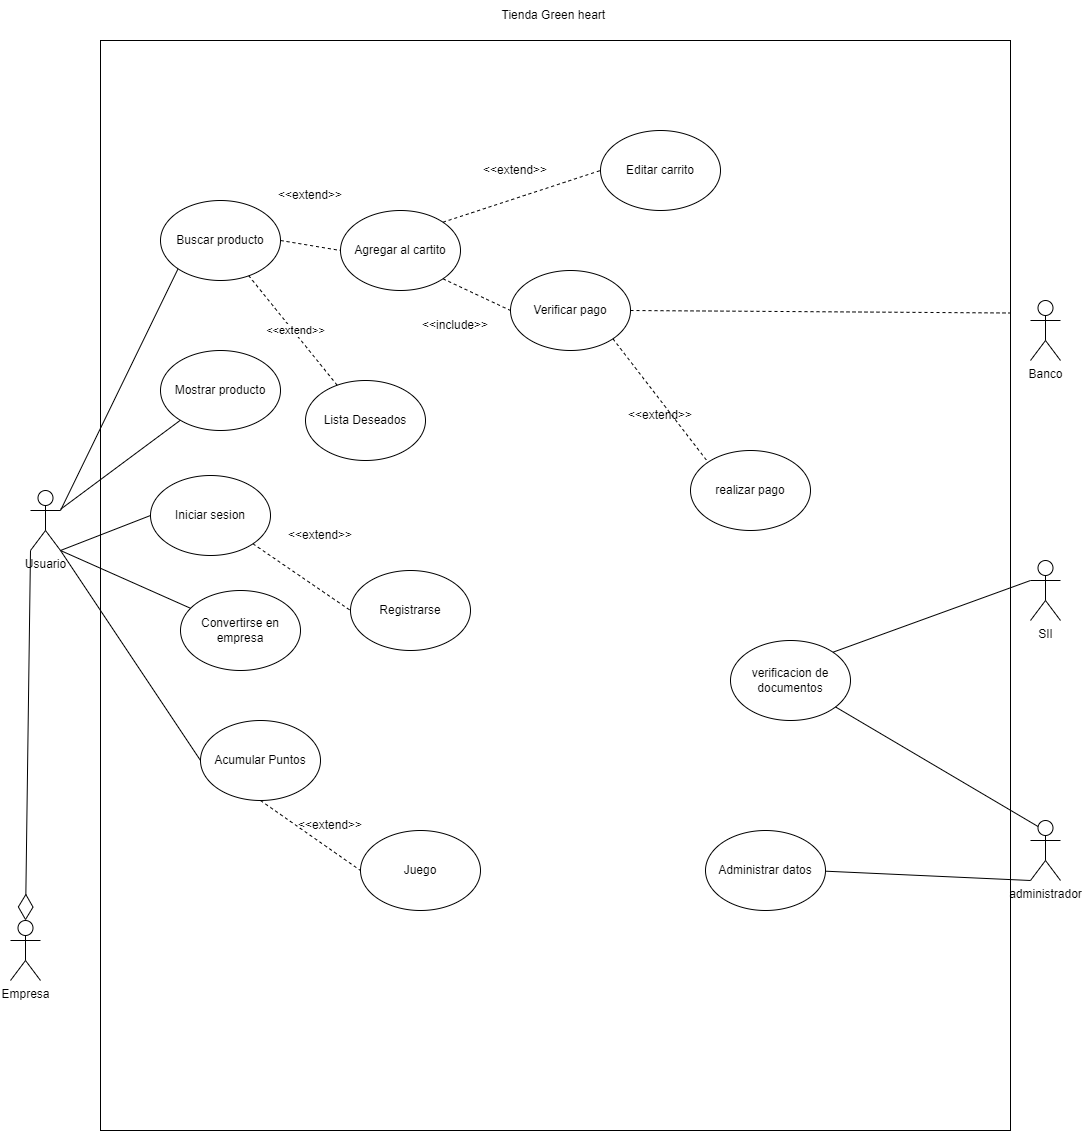 Tienda Green heart
<<extend>>
Editar carrito
<<extend>>
Buscar producto
Agregar al cartito
Verificar pago
<<include>>
<<extend>>
Banco
Mostrar producto
Lista Deseados
<<extend>>
realizar pago
Iniciar sesion
<<extend>>
Usuario
Registrarse
Convertirse en
empresa
SII
verificacion de
documentos
Acumular Puntos
<<extend>>
Juego
Administrar datos
administrador
Empresa